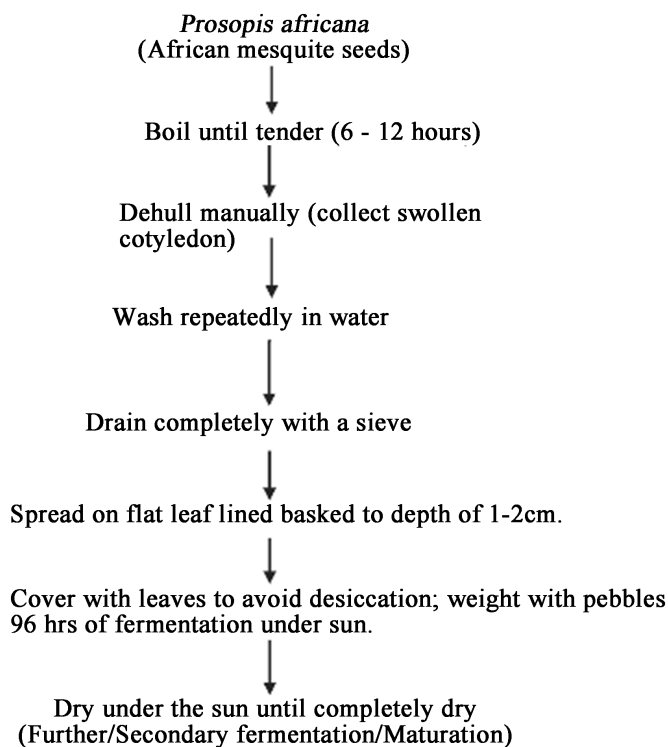 Prosopis africana
(African mesquite seeds)
Boil until tender (6 - 12 hours)
Dehull manually (collect swollen
cotyledon)
Wash repeatedly in water
Drain completely with a sieve
Spread on flat leaf lined basked to depth of 1-2cm.
Cover with leaves to avoid desiccation; weight with pebbles
96 hrs of fermentation under sun.
Dry under the sun until completely dry
(Further/Secondary fermentation/Maturation)